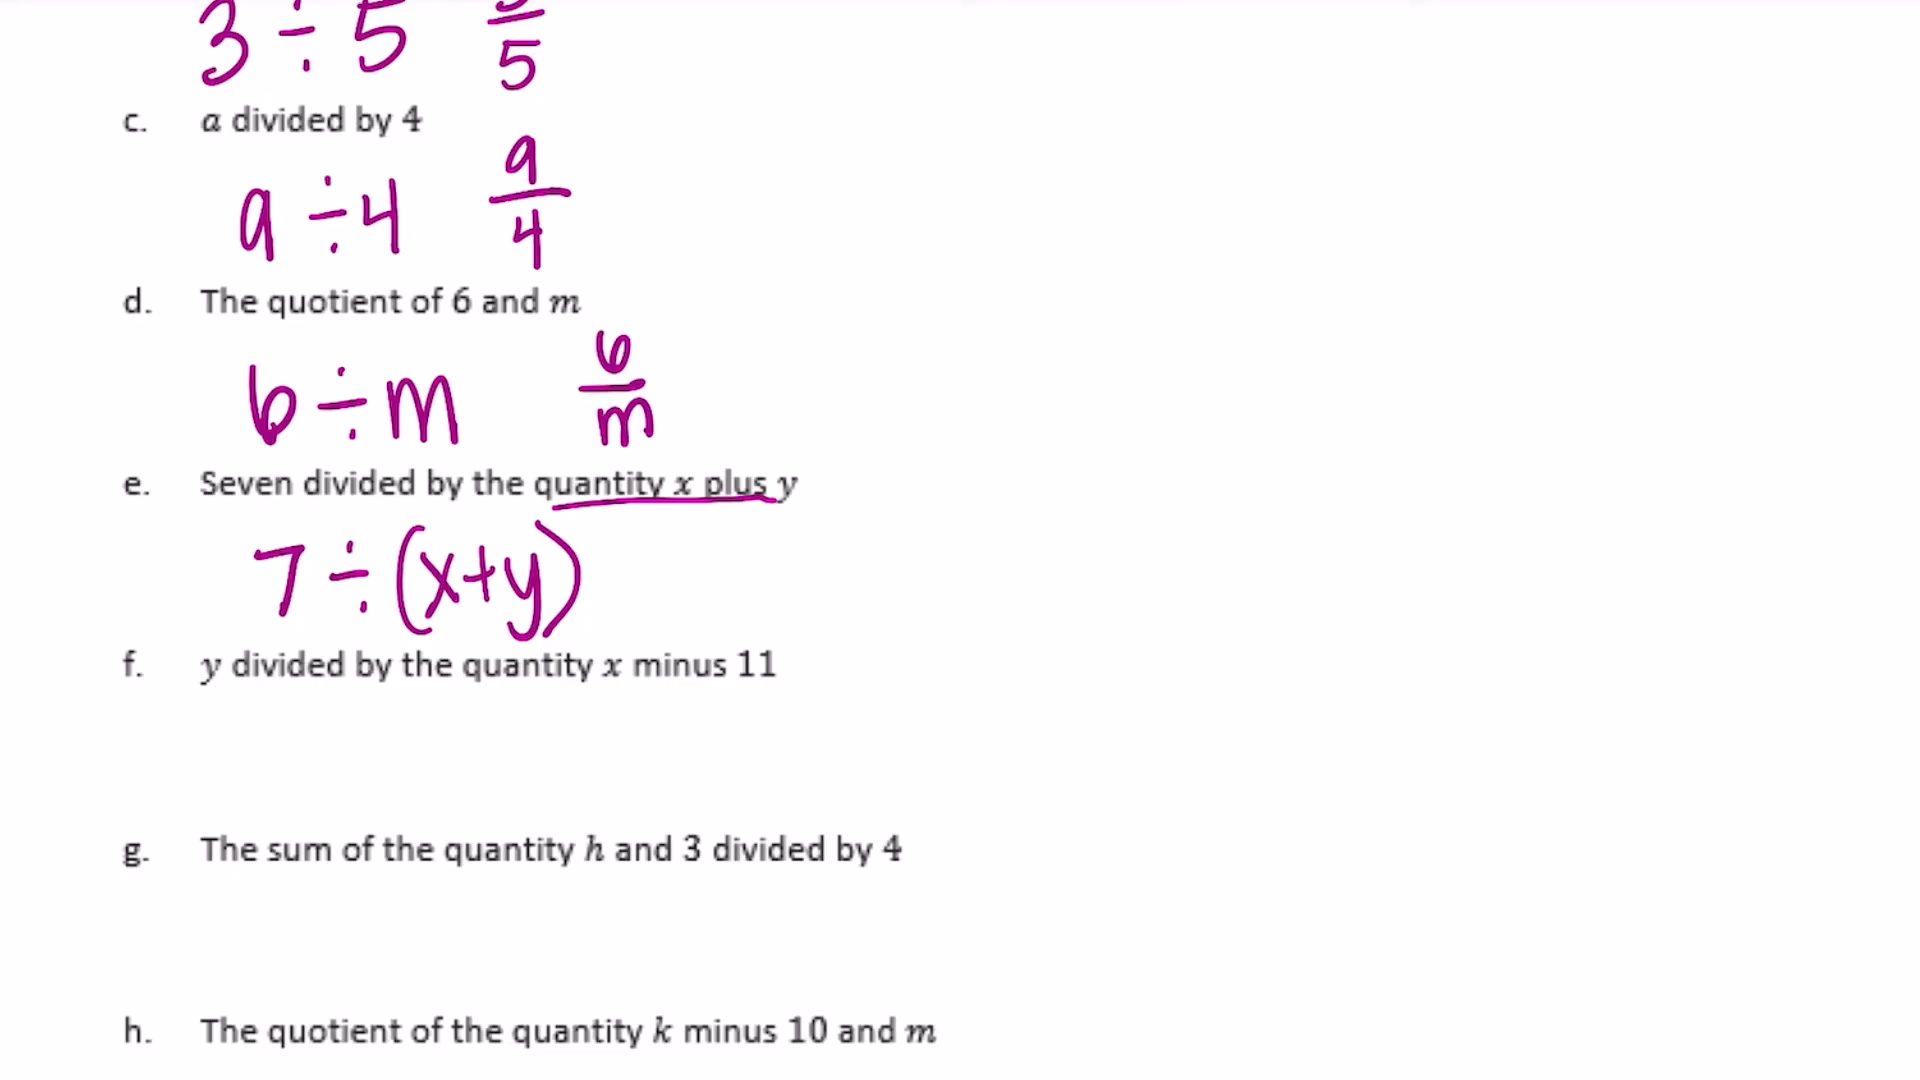 3 ÷ 5
5
c. a divided by 4
a ÷ 4
a
4
d. The quotient of 6 and m
6 ÷ m
6
m
e. Seven divided by the quantity x plus y
7 ÷ (x+y)
f. y divided by the quantity x minus 11
g. The sum of the quantity h and 3 divided by 4
h. The quotient of the quantity k minus 10 and m